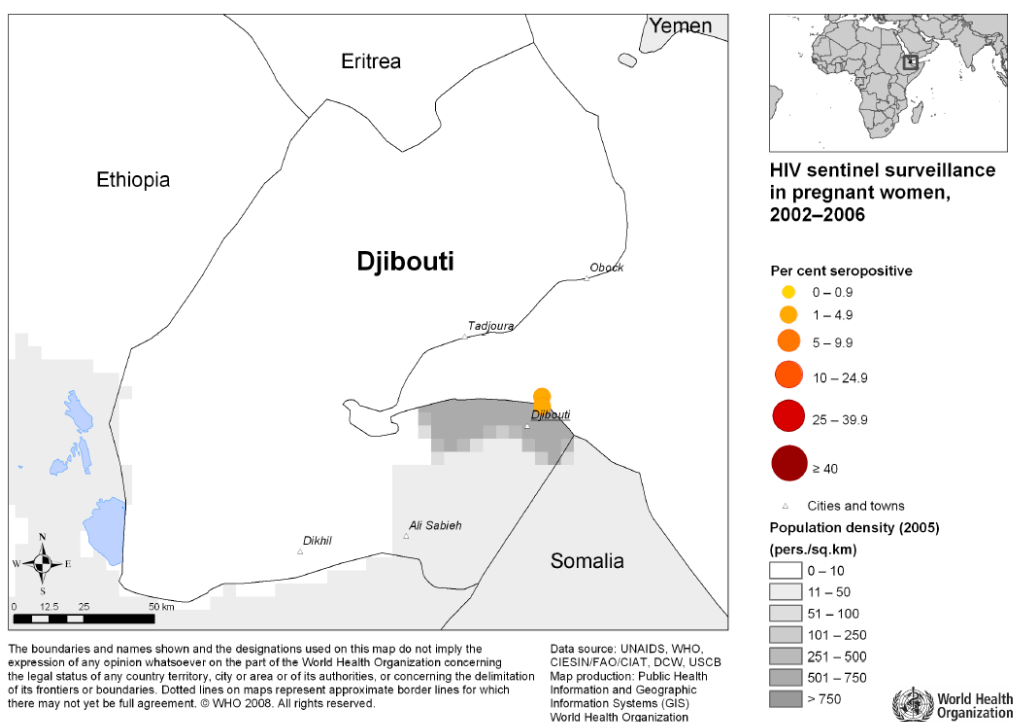 Yemen
Eritrea
Ethiopia
Djibouti
Obock
Tadjoura
Djibouti
Ali Sabieh
Dikhil
Somalia
N
W E
S
0 12.5 25 50 km
HIV sentinel surveillance
in pregnant women,
2002–2006
Per cent seropositive
0 – 0.9
1 – 4.9
5 – 9.9
10 – 24.9
25 – 39.9
≥ 40
Cities and towns
Population density (2005)
(pers./sq.km)
0 – 10
11 – 50
51 – 100
101 – 250
251 – 500
501 – 750
> 750
The boundaries and names shown and the designations used on this map do not imply the
expression of any opinion whatsoever on the part of the World Health Organization concerning
the legal status of any country territory, city or area or of its authorities, or concerning the delimitation
of its frontiers or boundaries. Dotted lines on maps represent approximate border lines for which
there may not yet be full agreement. © WHO 2008. All rights reserved.
Data source: UNAIDS, WHO,
CIESIN/FAO/CIAT, DCW, USCB
Map production: Public Health
Information and Geographic
Information Systems (GIS)
World Health Organization
World Health
Organization